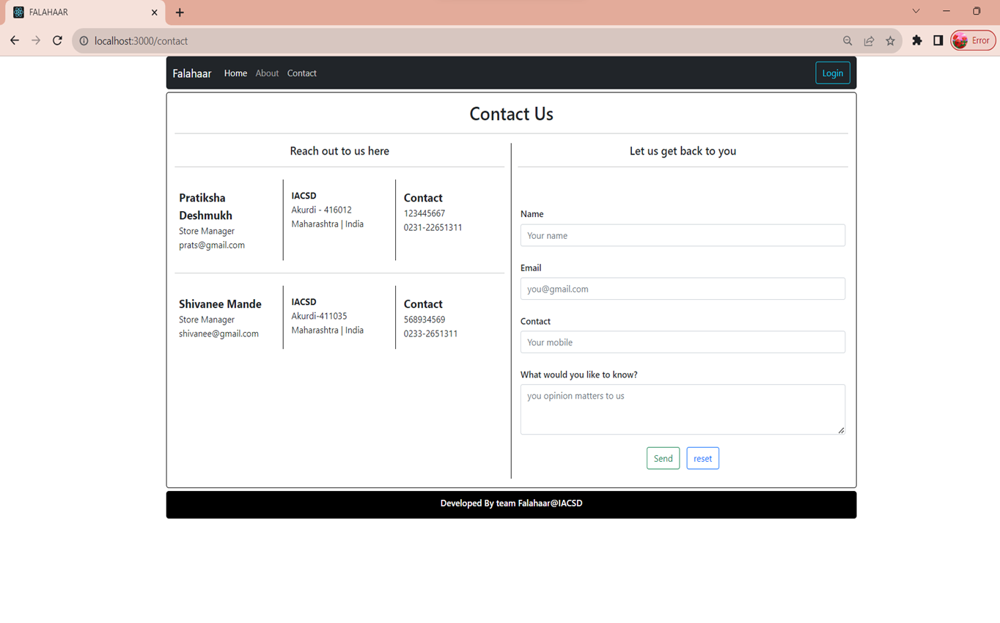 FALAHAAR
localhost:3000/contact
Error
Falahaar Home About Contact Login
Contact Us
Reach out to us here
Pratiksha
Deshmukh
Store Manager
prats@gmail.com
IACSD
Akurdi - 416012
Maharashtra | India
Contact
123445667
0231-22651311
Shivanee Mande
Store Manager
shivanee@gmail.com
IACSD
Akurdi-411035
Maharashtra | India
Contact
568934569
0233-2651311
Let us get back to you
Name
Your name
Email
you@gmail.com
Contact
Your mobile
What would you like to know?
you opinion matters to us
Send reset
Developed By team Falahaar@IACSD